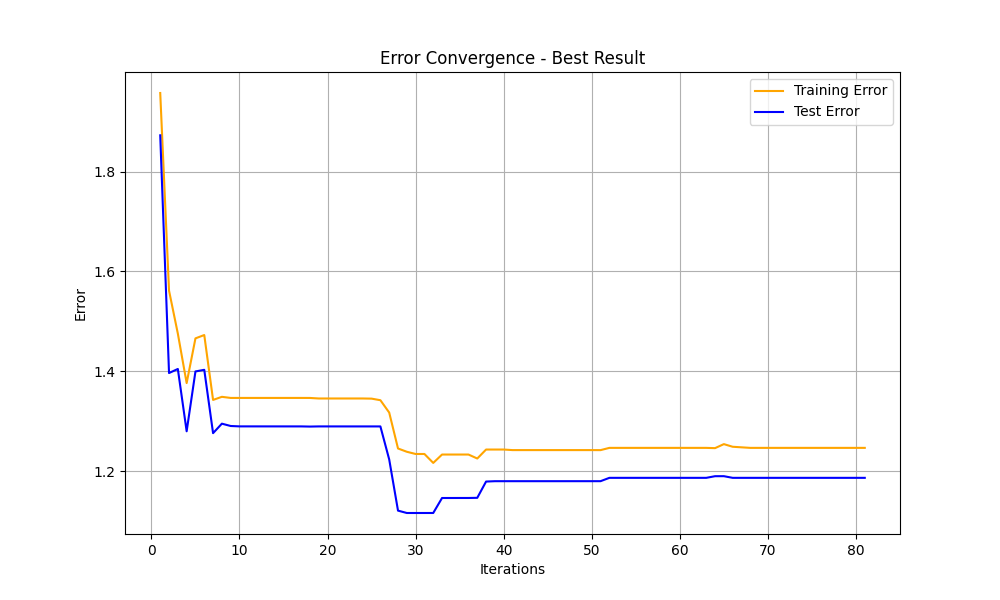 Error Convergence - Best Result
Training Error
Test Error
Error
1.8
1.6
1.4
1.2
0 10 20 30 40 50 60 70 80
Iterations